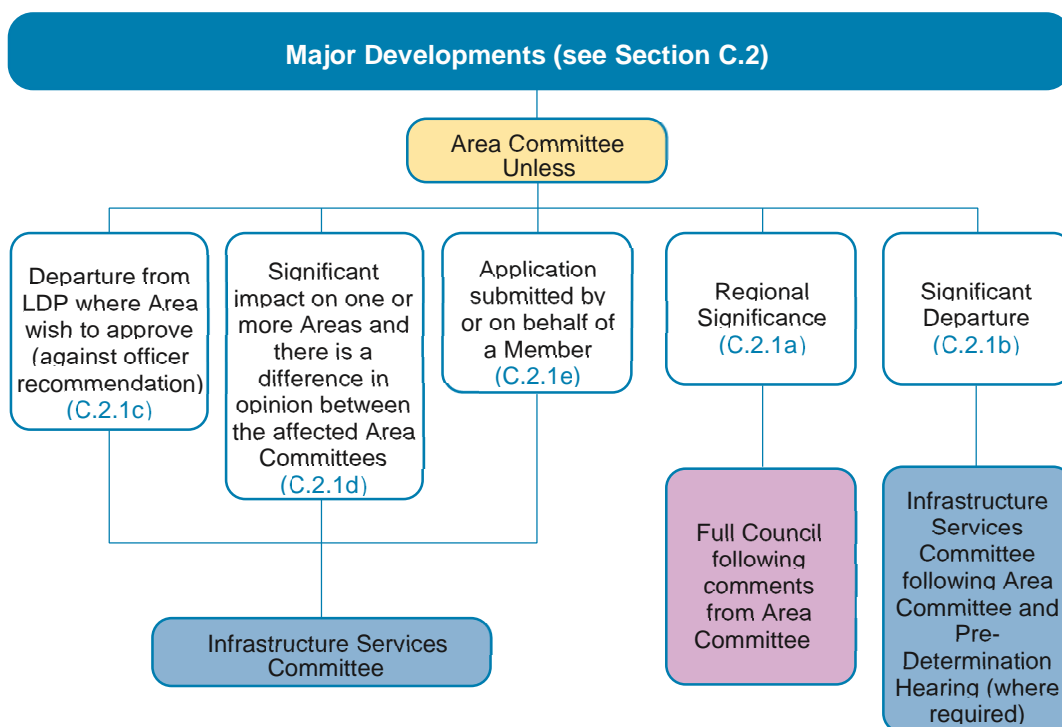 Major Developments (see Section C.2)
Area Committee
Unless
Departure from
LDP where Area
wish to approve
(against officer
recommendation)
(C.2.1c)
Significant
impact on one or
more Areas and
there is a
difference in
opinion between
the affected Area
Committees
(C.2.1d)
Application
submitted by
or on behalf of
a Member
(C.2.1e)
Regional
Significance
(C.2.1a)
Significant
Departure
(C.2.1b)
Infrastructure Services
Committee
Full Council
following
comments
from Area
Committee
Infrastructure
Services
Committee
following Area
Committee and
Pre-
Determination
Hearing (where
required)